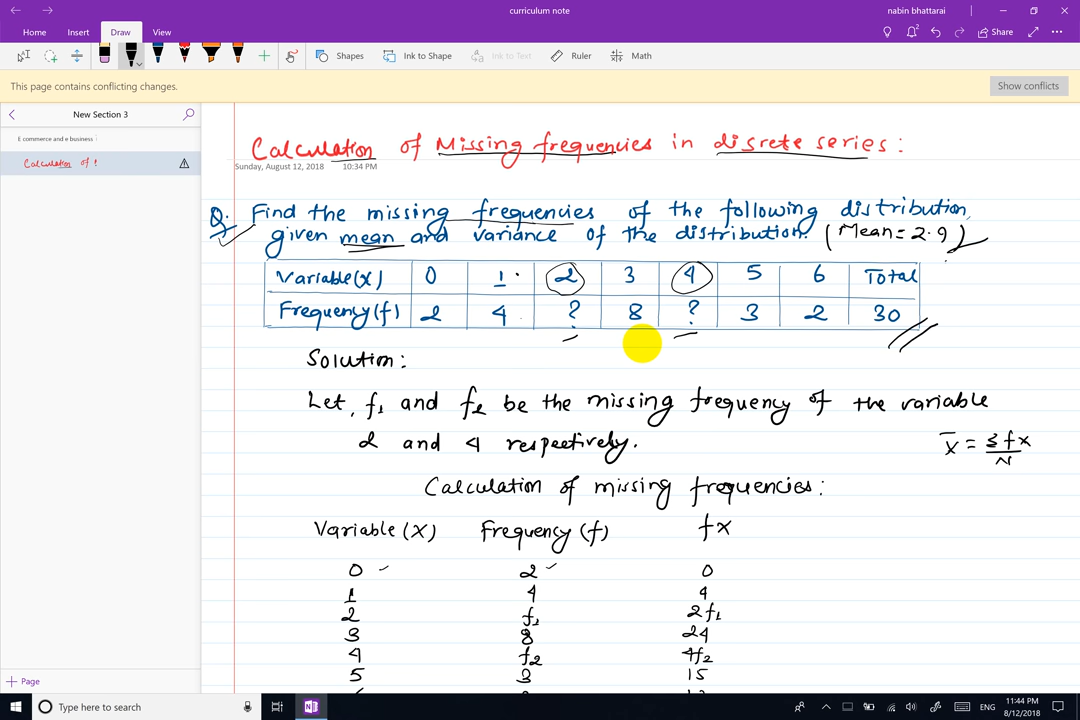 curriculum note
nabin bhattarai
Home Insert Draw View
Share
Shapes Ink to Shape Ink to Text Ruler Math
This page contains conflicting changes.
Show conflicts
New Section 3
E commerce and e business :
Calculation of
Calculation of Missing frequencies in disrete series:
Sunday, August 12, 2018 10:34 PM
Q. Find the missing frequencies of the following distribution,
given mean and variance of the distribution. (Mean = 2.9)
Variable(x) 0 1 2 3 4 5 6 Total
Frequency(f) 2 4 ? 8 ? 3 2 30
Solution:
Let, f1 and f2 be the missing frequency of the variable
2 and 4 respectively.
x̄ = Σfx/N
Calculation of missing frequencies:
Variable (X) Frequency (f) fx
0 2 0
1 4 4
2 f1 2f1
3 8 24
4 f2 4f2
5 3 15
+ Page
Type here to search
ENG
11:44 PM
8/12/2018
2